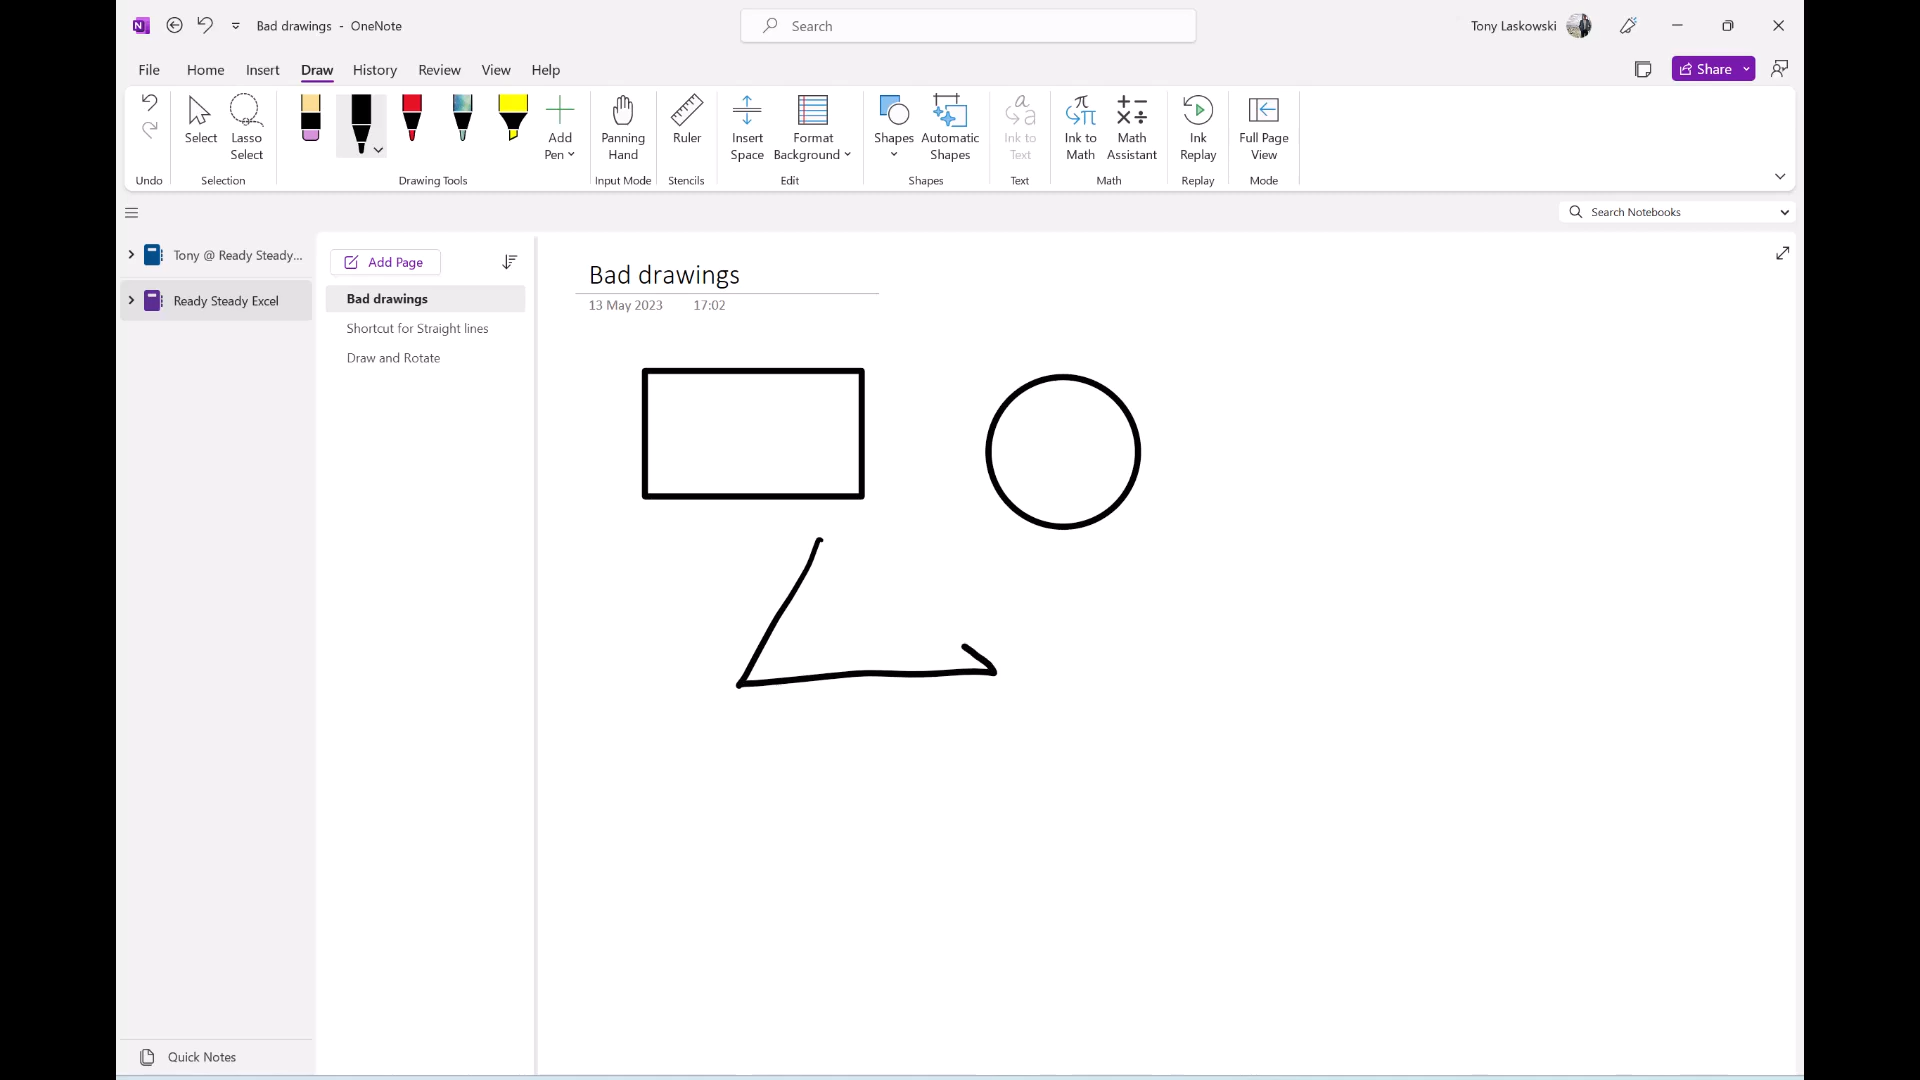 Bad drawings - OneNote
Search
Tony Laskowski
File Home Insert Draw History Review View Help
Share
Select
Lasso Select
Add Pen
Panning Hand
Ruler
Insert Space
Format Background
Shapes
Automatic Shapes
Ink to Text
Ink to Math
Math Assistant
Ink Replay
Full Page View
Undo Selection Drawing Tools Input Mode Stencils Edit Shapes Text Math Replay Mode
Search Notebooks
Tony @ Ready Steady...
Ready Steady Excel
Add Page
Bad drawings
Shortcut for Straight lines
Draw and Rotate
Bad drawings
13 May 2023 17:02
Quick Notes